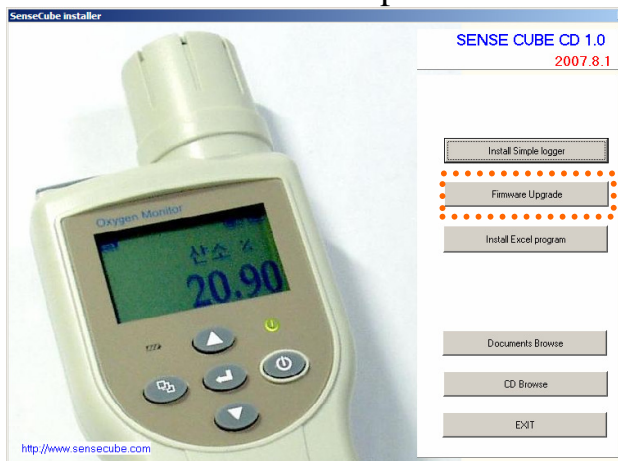 SenseCube installer
SENSE CUBE CD 1.0
2007.8.1
Install Simple logger
Firmware Upgrade
Install Excel program
Documents Browse
CD Browse
EXIT
Oxygen Monitor
산소 %
20.90
http://www.sensecube.com